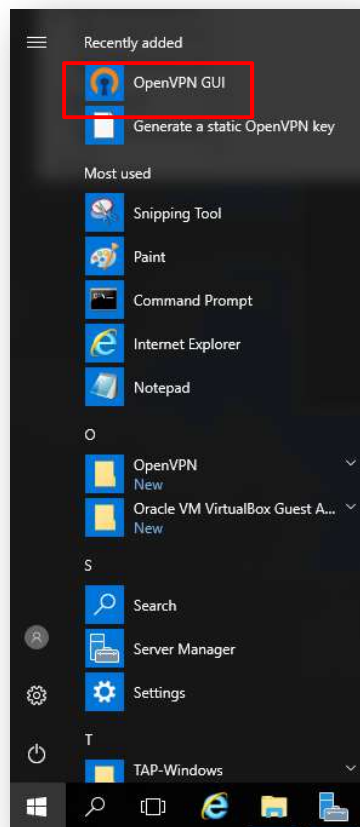 Recently added
OpenVPN GUI
Generate a static OpenVPN key
Most used
Snipping Tool
Paint
Command Prompt
Internet Explorer
Notepad
O
OpenVPN
New
Oracle VM VirtualBox Guest A...
New
S
Search
Server Manager
Settings
T
TAP-Windows